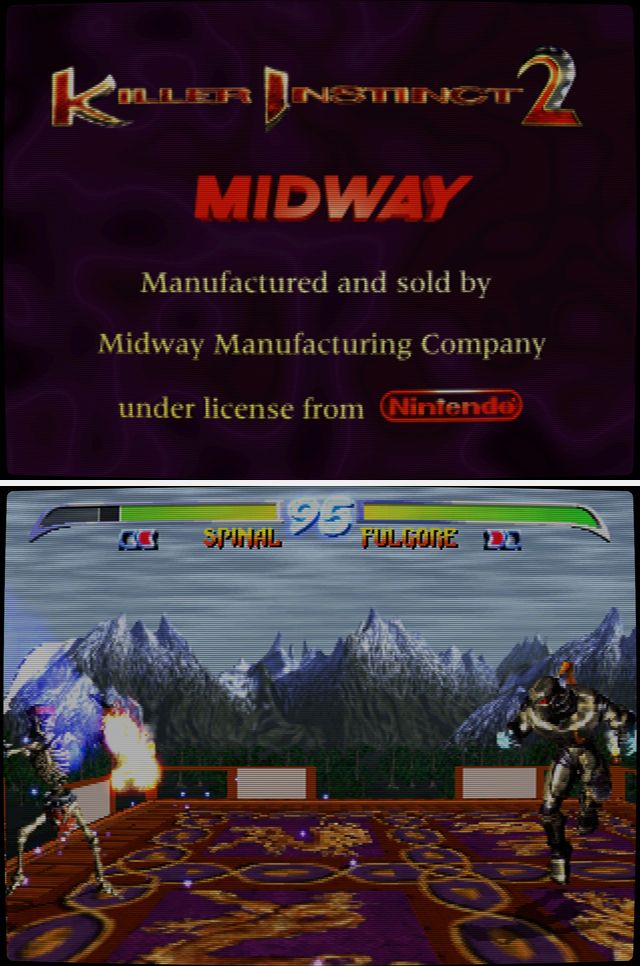 KILLER INSTINCT 2
MIDWAY
Manufactured and sold by
Midway Manufacturing Company
under license from Nintendo
95
SPINAL FULGORE